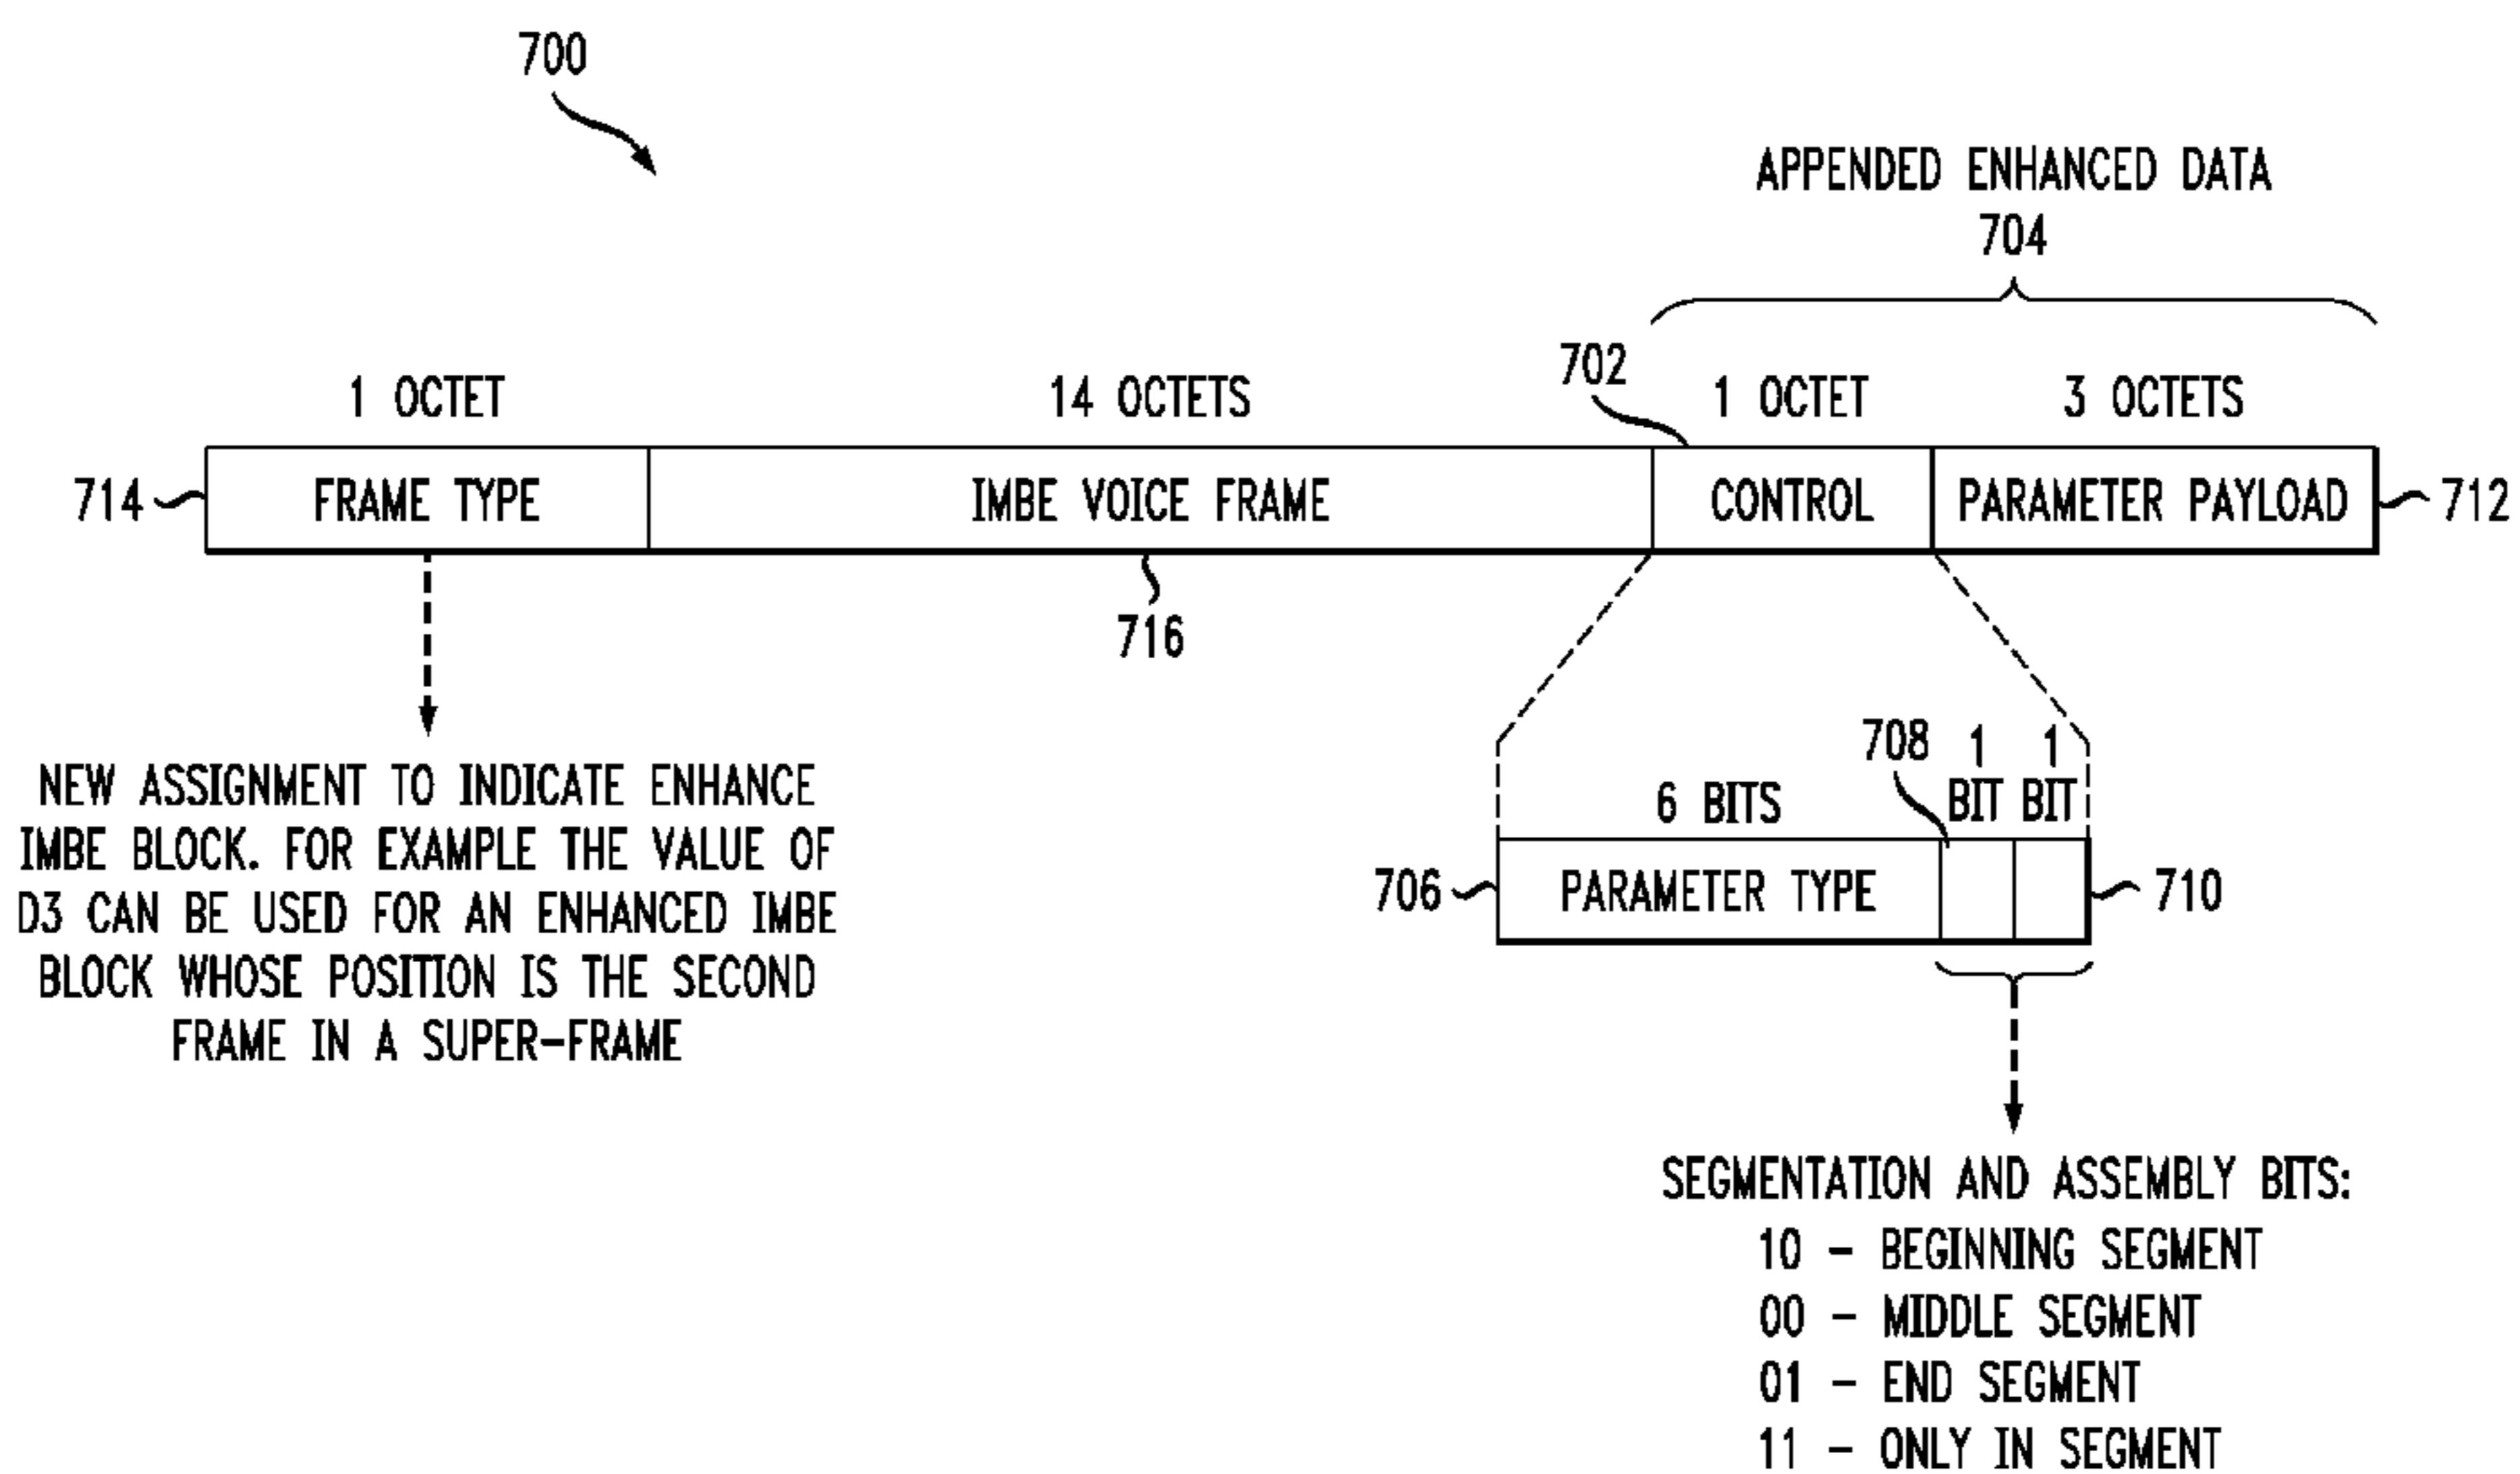 700
APPENDED ENHANCED DATA
704
702
1 OCTET
14 OCTETS
1 OCTET
3 OCTETS
714
FRAME TYPE
IMBE VOICE FRAME
CONTROL
PARAMETER PAYLOAD
712
716
NEW ASSIGNMENT TO INDICATE ENHANCE
IMBE BLOCK. FOR EXAMPLE THE VALUE OF
D3 CAN BE USED FOR AN ENHANCED IMBE
BLOCK WHOSE POSITION IS THE SECOND
FRAME IN A SUPER-FRAME
708
6 BITS
1 BIT
1 BIT
706
PARAMETER TYPE
710
SEGMENTATION AND ASSEMBLY BITS:
10 - BEGINNING SEGMENT
00 - MIDDLE SEGMENT
01 - END SEGMENT
11 - ONLY IN SEGMENT